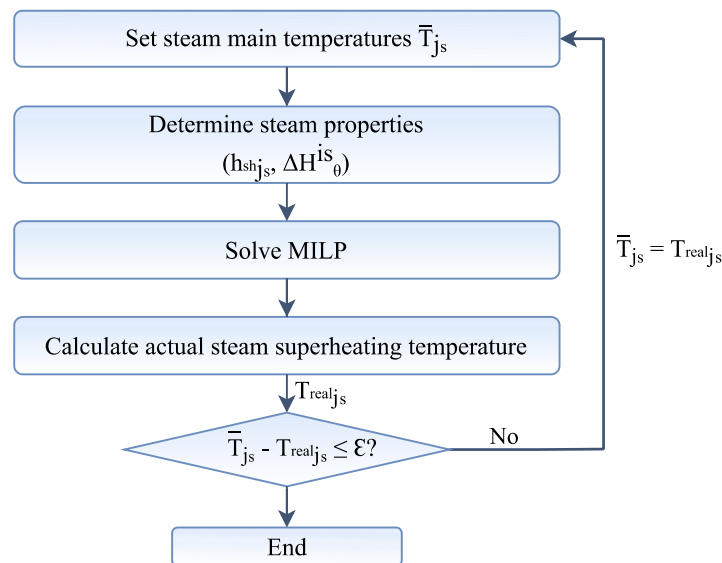 Set steam main temperatures T̅js
Determine steam properties
(hshjs, ΔHisθ)
Solve MILP
T̅js = Trealjs
Calculate actual steam superheating temperature
Trealjs
T̅js - Trealjs ≤ Ɛ?
No
End